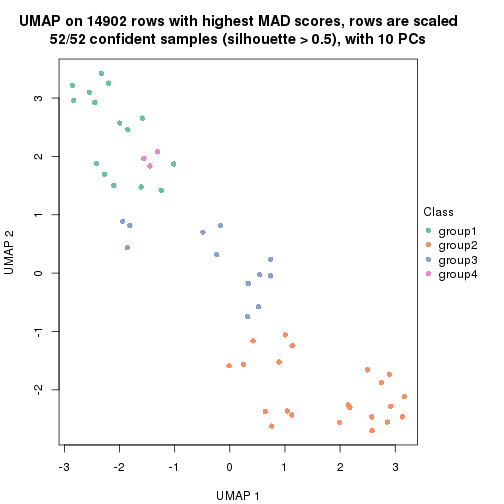 UMAP on 14902 rows with highest MAD scores, rows are scaled
52/52 confident samples (silhouette > 0.5), with 10 PCs
3
2
1
0
-1
-2
UMAP 2
-3
-2
-1
0
1
2
3
UMAP 1
Class
group1
group2
group3
group4